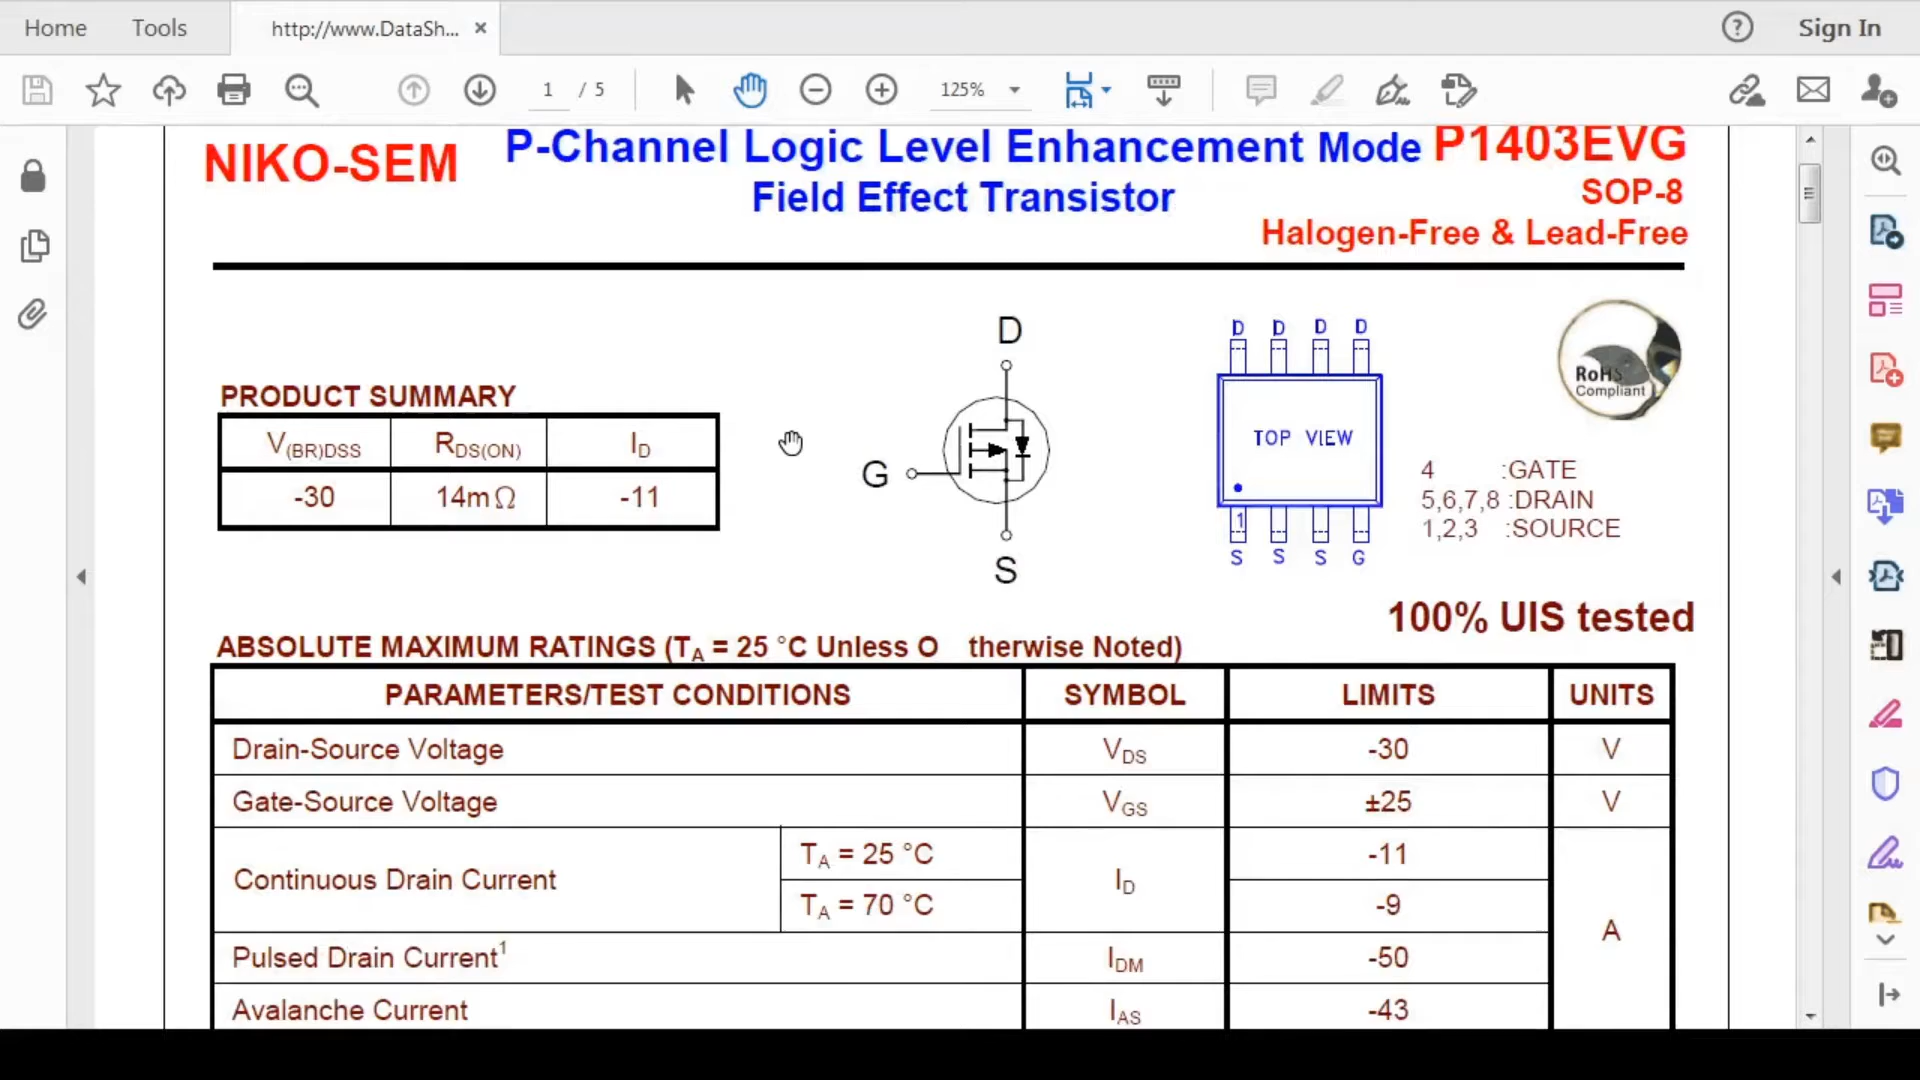 Home Tools http://www.DataSh... Sign In
1 / 5 125%
NIKO-SEM P-Channel Logic Level Enhancement Mode P1403EVG
Field Effect Transistor SOP-8
Halogen-Free & Lead-Free
D
D D D D
PRODUCT SUMMARY
V(BR)DSS RDS(ON) ID
-30 14mΩ -11
G
S
TOP VIEW
1
S S S G
RoHS
Compliant
4 :GATE
5,6,7,8 :DRAIN
1,2,3 :SOURCE
100% UIS tested
ABSOLUTE MAXIMUM RATINGS (TA = 25 °C Unless O therwise Noted)
PARAMETERS/TEST CONDITIONS SYMBOL LIMITS UNITS
Drain-Source Voltage VDS -30 V
Gate-Source Voltage VGS ±25 V
Continuous Drain Current TA = 25 °C ID -11 A
TA = 70 °C -9
Pulsed Drain Current1 IDM -50
Avalanche Current IAS -43